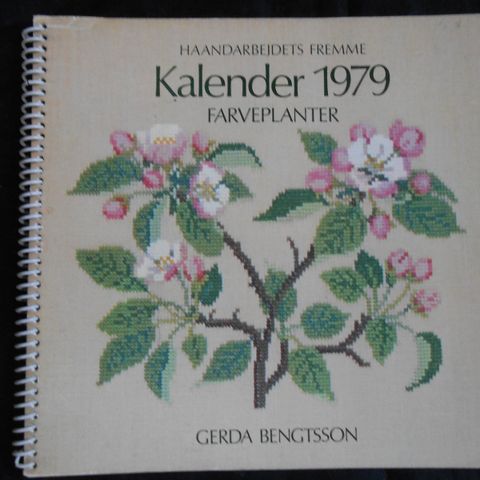 HAANDARBEJDETS FREMME
Kalender 1979
FARVEPLANTER
GERDA BENGTSSON